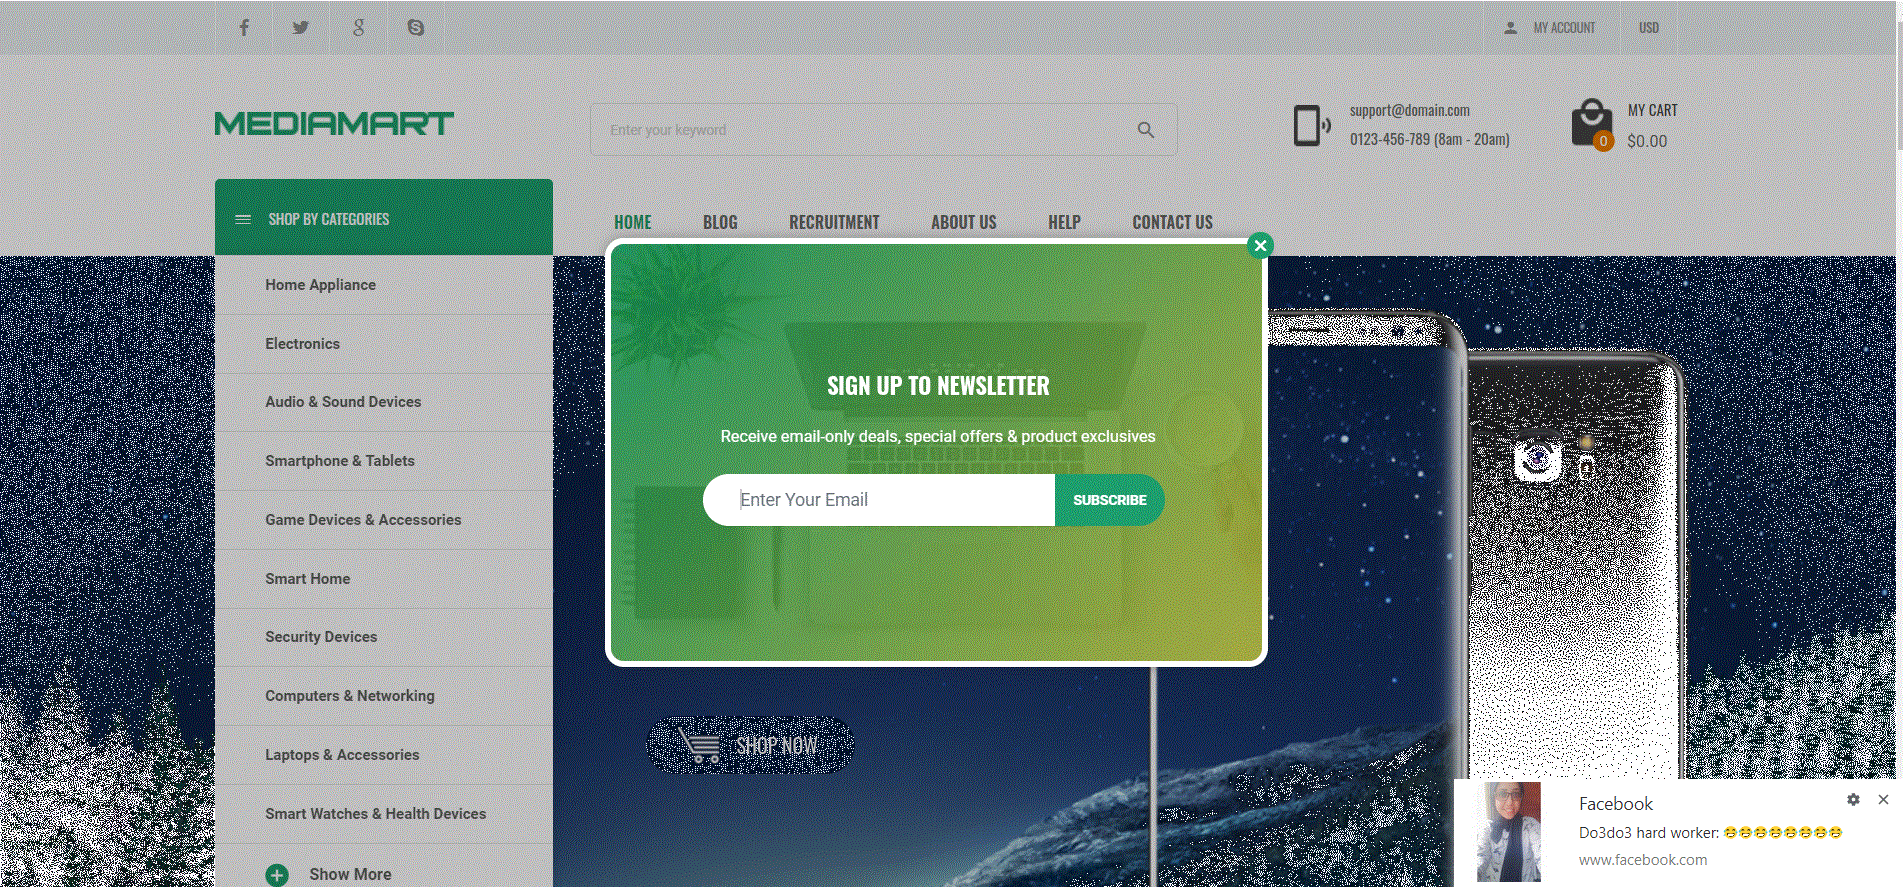 MY ACCOUNT
USD
MEDIAMART
Enter your keyword
support@domain.com
0123-456-789 (8am - 20am)
MY CART
0
$0.00
SHOP BY CATEGORIES
HOME
BLOG
RECRUITMENT
ABOUT US
HELP
CONTACT US
Home Appliance
Electronics
Audio & Sound Devices
Smartphone & Tablets
Game Devices & Accessories
Smart Home
Security Devices
Computers & Networking
Laptops & Accessories
Smart Watches & Health Devices
Show More
SIGN UP TO NEWSLETTER
Receive email-only deals, special offers & product exclusives
Enter Your Email
SUBSCRIBE
SHOP NOW
Facebook
Do3do3 hard worker: 😂😂😂😂😂😂😂😂
www.facebook.com